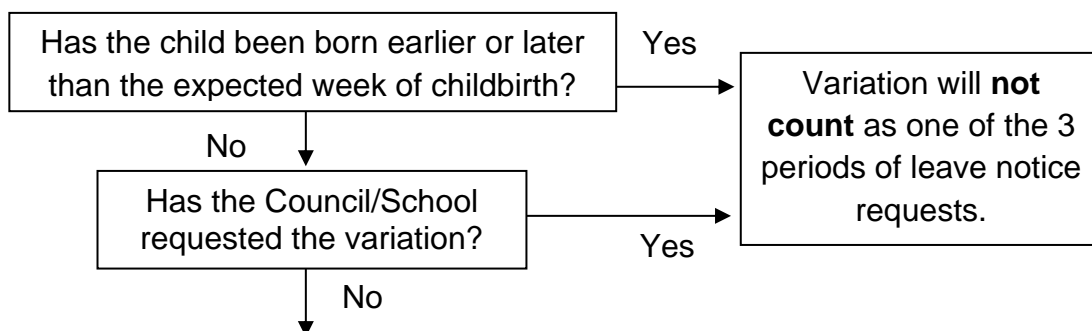 Has the child been born earlier or later
than the expected week of childbirth?
Yes
Variation will not
count as one of the 3
periods of leave notice
requests.
No
Has the Council/School
requested the variation?
Yes
No